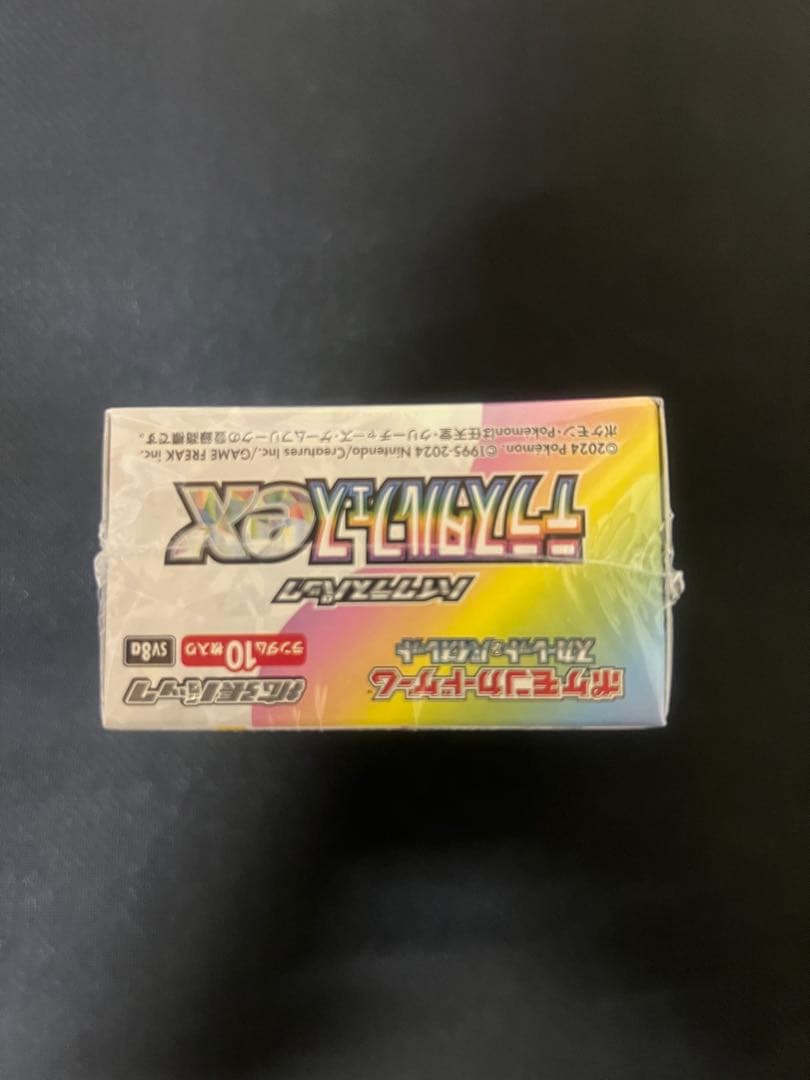 ポケモンカードゲーム
スカーレット&バイオレット
拡張パック
ランダム10枚入り
SV8a
ハイクラスパック
テラスタルフェスex
©2024 Pokémon. ©1995-2024 Nintendo/Creatures Inc./GAME FREAK inc.
ポケモン・Pokémonは任天堂・クリーチャーズ・ゲームフリークの登録商標です。